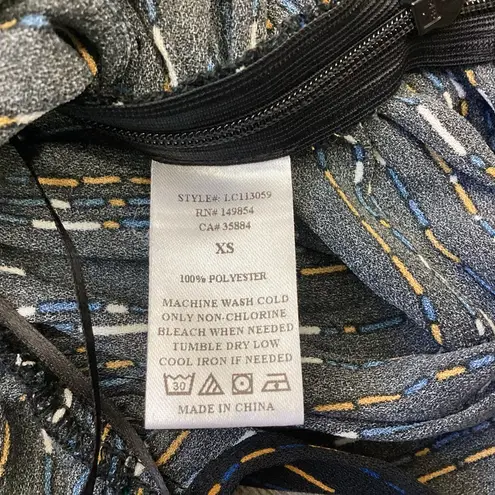 STYLE#: LC113059
RN# 149854
CA# 35884
XS
100% POLYESTER
MACHINE WASH COLD
ONLY NON-CHLORINE
BLEACH WHEN NEEDED
TUMBLE DRY LOW
COOL IRON IF NEEDED
30
MADE IN CHINA